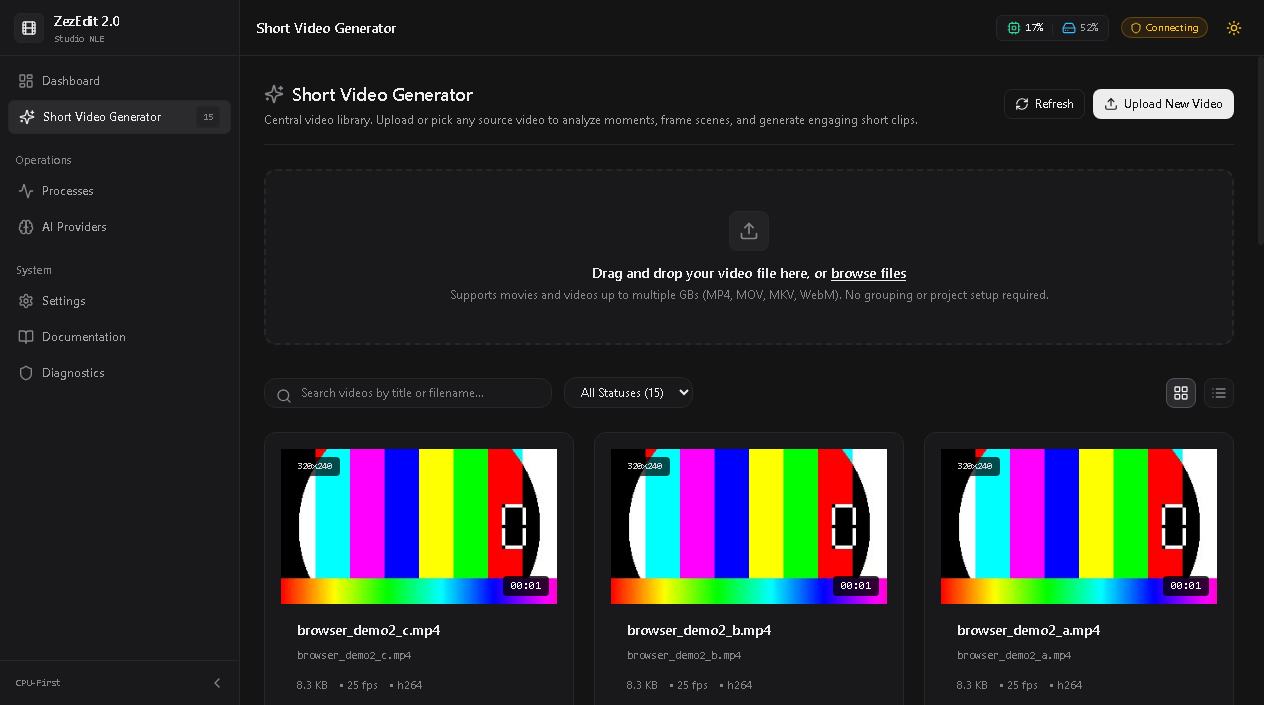 ZezEdit 2.0
Studio NLE
Dashboard
Short Video Generator 15
Operations
Processes
AI Providers
System
Settings
Documentation
Diagnostics
CPU-First
Short Video Generator
17% 52%
Connecting
Short Video Generator
Central video library. Upload or pick any source video to analyze moments, frame scenes, and generate engaging short clips.
Refresh
Upload New Video
Drag and drop your video file here, or browse files
Supports movies and videos up to multiple GBs (MP4, MOV, MKV, WebM). No grouping or project setup required.
Search videos by title or filename...
All Statuses (15)
320x240
00:01
browser_demo2_c.mp4
browser_demo2_c.mp4
8.3 KB • 25 fps • h264
320x240
00:01
browser_demo2_b.mp4
browser_demo2_b.mp4
8.3 KB • 25 fps • h264
320x240
00:01
browser_demo2_a.mp4
browser_demo2_a.mp4
8.3 KB • 25 fps • h264